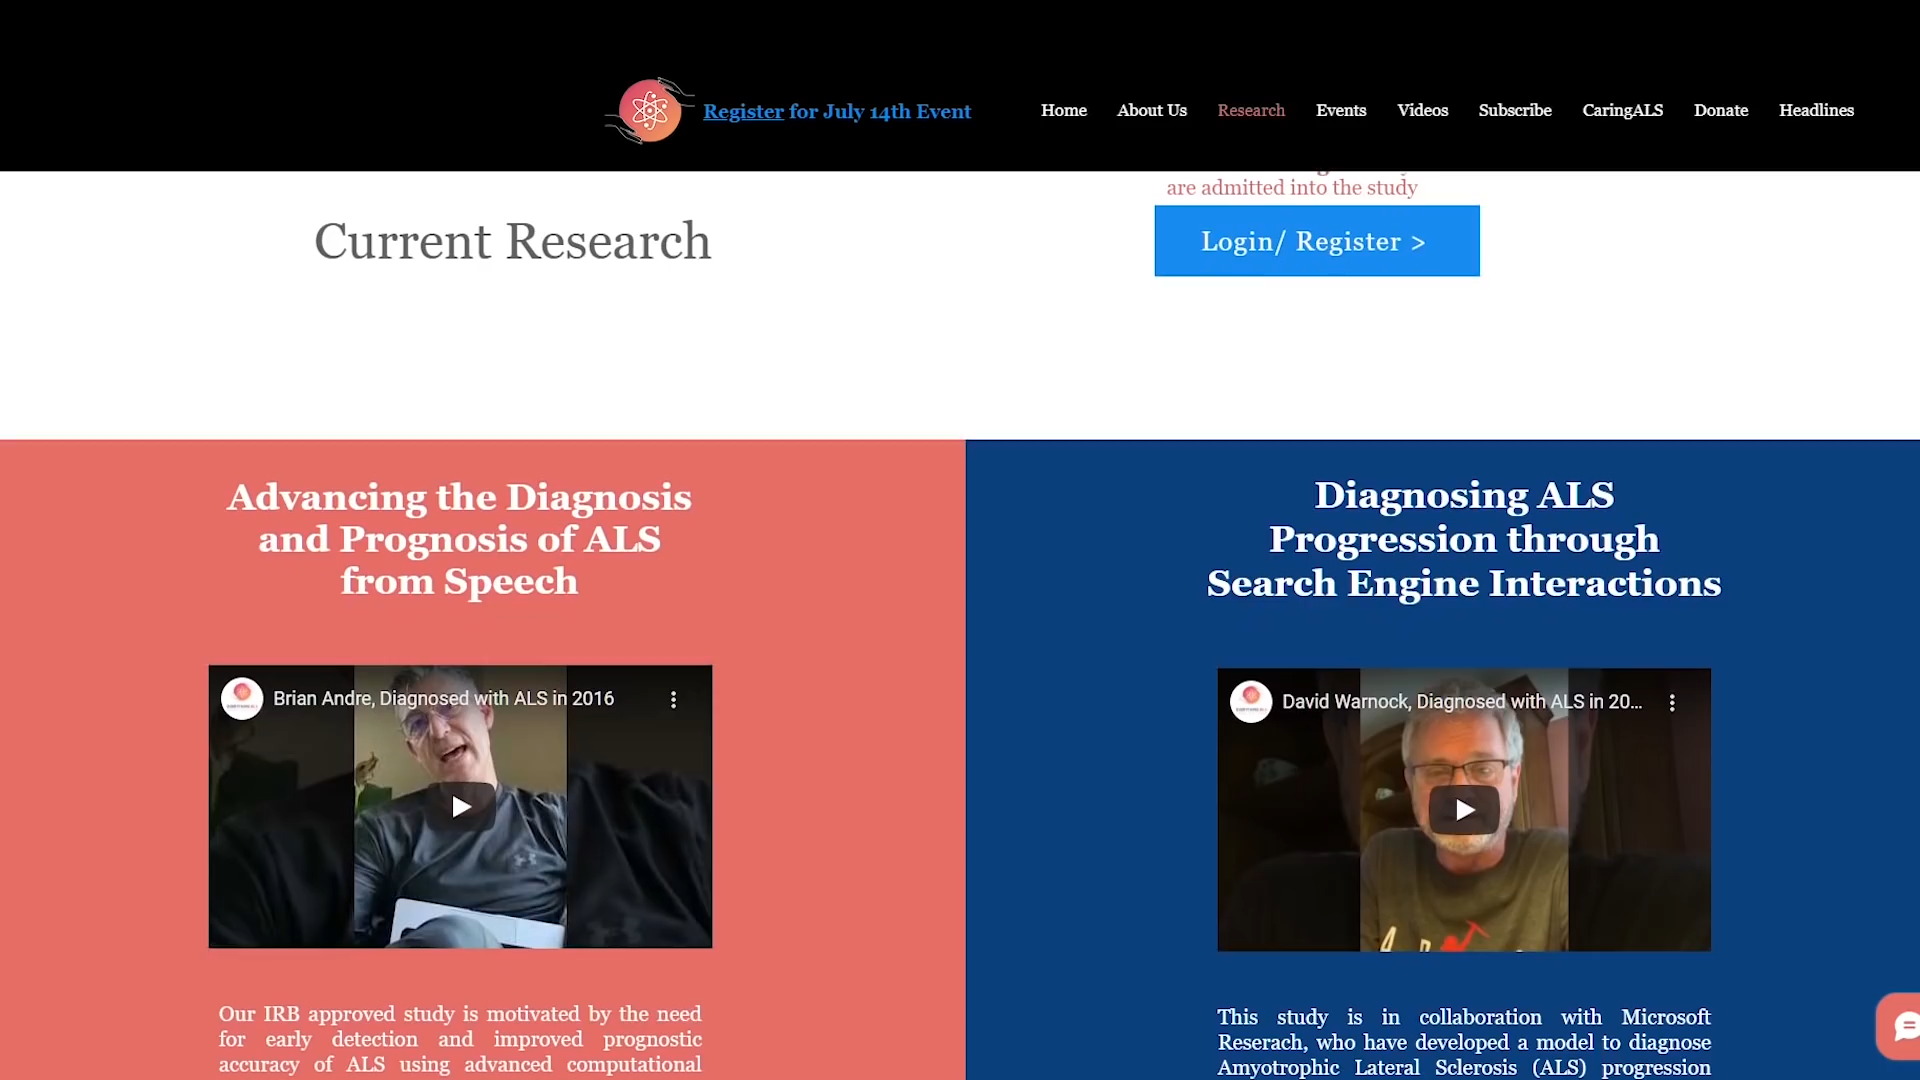 Register for July 14th Event
Home About Us Research Events Videos Subscribe CaringALS Donate Headlines
are admitted into the study
Current Research
Login/ Register >
Advancing the Diagnosis
and Prognosis of ALS
from Speech
Brian Andre, Diagnosed with ALS in 2016
Our IRB approved study is motivated by the need
for early detection and improved prognostic
accuracy of ALS using advanced computational
Diagnosing ALS
Progression through
Search Engine Interactions
David Warnock, Diagnosed with ALS in 20...
This study is in collaboration with Microsoft
Reserach, who have developed a model to diagnose
Amyotrophic Lateral Sclerosis (ALS) progression